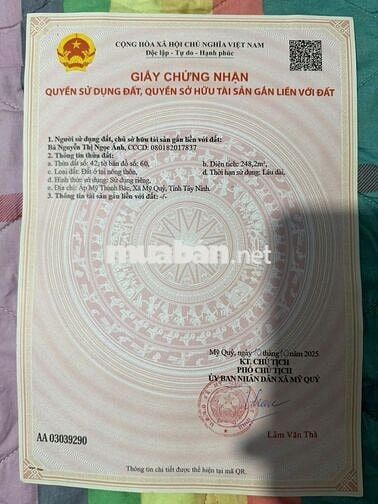 CỘNG HÒA XÃ HỘI CHỦ NGHĨA VIỆT NAM
Độc lập - Tự do - Hạnh phúc
GIẤY CHỨNG NHẬN
QUYỀN SỬ DỤNG ĐẤT, QUYỀN SỞ HỮU TÀI SẢN GẮN LIỀN VỚI ĐẤT
1. Người sử dụng đất, chủ sở hữu tài sản gắn liền với đất:
Bà Nguyễn Thị Ngọc Ánh, CCCD: 080182017837
2. Thông tin thửa đất:
a. Thửa đất số: 42; tờ bản đồ số: 60, b. Diện tích: 248,2m²,
c. Loại đất: Đất ở tại nông thôn, d. Thời hạn sử dụng: Lâu dài,
đ. Hình thức sử dụng: Sử dụng riêng,
e. Địa chỉ: Ấp Mỹ Thạnh Bắc, Xã Mỹ Quý, Tỉnh Tây Ninh.
3. Thông tin tài sản gắn liền với đất: -/-
muaban.net
Mỹ Quý, ngày tháng năm 2025
KT. CHỦ TỊCH
PHÓ CHỦ TỊCH
ỦY BAN NHÂN DÂN XÃ MỸ QUÝ
Lâm Văn Thà
AA 03039290
Thông tin chi tiết được thể hiện tại mã QR.